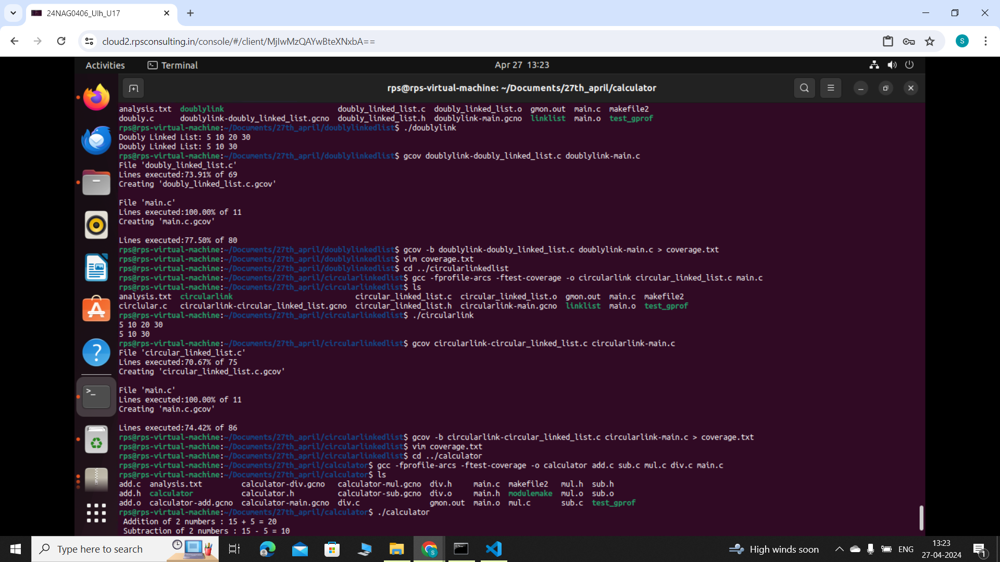 24NAG0406_Ulh_U17
cloud2.rpsconsulting.in/console/#/client/MjIwMzQAYwBteXNxbA==
S
Activities
Terminal
Apr 27 13:23
rps@rps-virtual-machine: ~/Documents/27th_april/calculator
analysis.txt doublylink doubly_linked_list.c doubly_linked_list.o gmon.out main.c makefile2
doubly.c doublylink-doubly_linked_list.gcno doubly_linked_list.h doublylink-main.gcno linklist main.o test_gprof
rps@rps-virtual-machine:~/Documents/27th_april/doublylinkedlist$ ./doublylink
Doubly Linked List: 5 10 20 30
Doubly Linked List: 5 10 30
rps@rps-virtual-machine:~/Documents/27th_april/doublylinkedlist$ gcov doublylink-doubly_linked_list.c doublylink-main.c
File 'doubly_linked_list.c'
Lines executed:73.91% of 69
Creating 'doubly_linked_list.c.gcov'
File 'main.c'
Lines executed:100.00% of 11
Creating 'main.c.gcov'
Lines executed:77.50% of 80
rps@rps-virtual-machine:~/Documents/27th_april/doublylinkedlist$ gcov -b doublylink-doubly_linked_list.c doublylink-main.c > coverage.txt
rps@rps-virtual-machine:~/Documents/27th_april/doublylinkedlist$ vim coverage.txt
rps@rps-virtual-machine:~/Documents/27th_april/doublylinkedlist$ cd ../circularlinkedlist
rps@rps-virtual-machine:~/Documents/27th_april/circularlinkedlist$ gcc -fprofile-arcs -ftest-coverage -o circularlink circular_linked_list.c main.c
rps@rps-virtual-machine:~/Documents/27th_april/circularlinkedlist$ ls
analysis.txt circularlink circular_linked_list.c circular_linked_list.o gmon.out main.c makefile2
circlular.c circularlink-circular_linked_list.gcno circular_linked_list.h circularlink-main.gcno linklist main.o test_gprof
rps@rps-virtual-machine:~/Documents/27th_april/circularlinkedlist$ ./circularlink
5 10 20 30
5 10 30
rps@rps-virtual-machine:~/Documents/27th_april/circularlinkedlist$ gcov circularlink-circular_linked_list.c circularlink-main.c
File 'circular_linked_list.c'
Lines executed:70.67% of 75
Creating 'circular_linked_list.c.gcov'
File 'main.c'
Lines executed:100.00% of 11
Creating 'main.c.gcov'
Lines executed:74.42% of 86
rps@rps-virtual-machine:~/Documents/27th_april/circularlinkedlist$ gcov -b circularlink-circular_linked_list.c circularlink-main.c > coverage.txt
rps@rps-virtual-machine:~/Documents/27th_april/circularlinkedlist$ vim coverage.txt
rps@rps-virtual-machine:~/Documents/27th_april/circularlinkedlist$ cd ../calculator
rps@rps-virtual-machine:~/Documents/27th_april/calculator$ gcc -fprofile-arcs -ftest-coverage -o calculator add.c sub.c mul.c div.c main.c
rps@rps-virtual-machine:~/Documents/27th_april/calculator$ ls
add.c analysis.txt calculator-div.gcno calculator-mul.gcno div.h main.c makefile2 mul.h sub.h
add.h calculator calculator.h calculator-sub.gcno div.o main.h modulemake mul.o sub.o
add.o calculator-add.gcno calculator-main.gcno div.c gmon.out main.o mul.c sub.c test_gprof
rps@rps-virtual-machine:~/Documents/27th_april/calculator$ ./calculator
Addition of 2 numbers : 15 + 5 = 20
Subtraction of 2 numbers : 15 - 5 = 10
Type here to search
High winds soon
ENG
13:23
27-04-2024
1